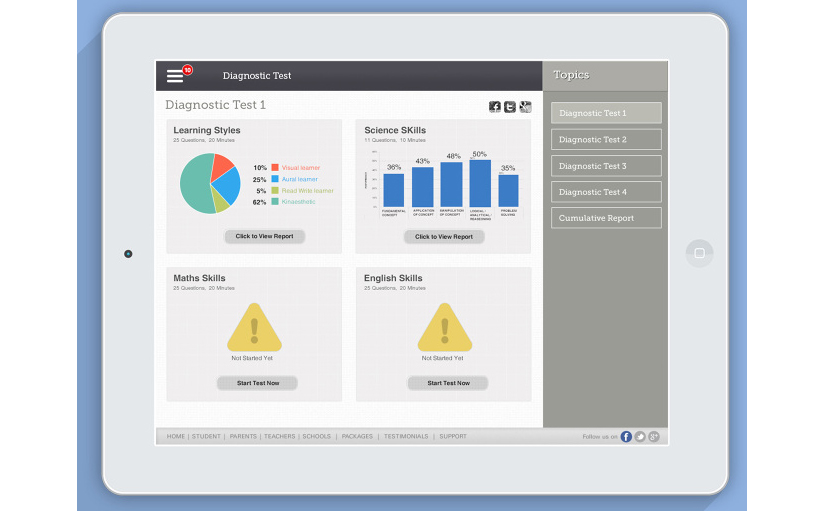 10
Diagnostic Test
Topics
Diagnostic Test 1
Diagnostic Test 1
Diagnostic Test 2
Diagnostic Test 3
Diagnostic Test 4
Cumulative Report
Learning Styles
25 Questions, 20 Minutes
10% Visual learner
25% Aural learner
5% Read Write learner
62% Kinaesthetic
Click to View Report
Science SKills
11 Questions, 10 Minutes
36%
43%
48%
50%
35%
FUNDAMENTAL CONCEPT
APPLICATION OF CONCEPT
MANIPULATION OF CONCEPT
LOGICAL / ANALYTICAL / REASONING
PROBLEM SOLVING
Click to View Report
Maths Skills
25 Questions, 20 Minutes
Not Started Yet
Start Test Now
English Skills
25 Questions, 20 Minutes
Not Started Yet
Start Test Now
HOME | STUDENT | PARENTS | TEACHERS | SCHOOLS | PACKAGES | TESTIMONIALS | SUPPORT
Follow us on